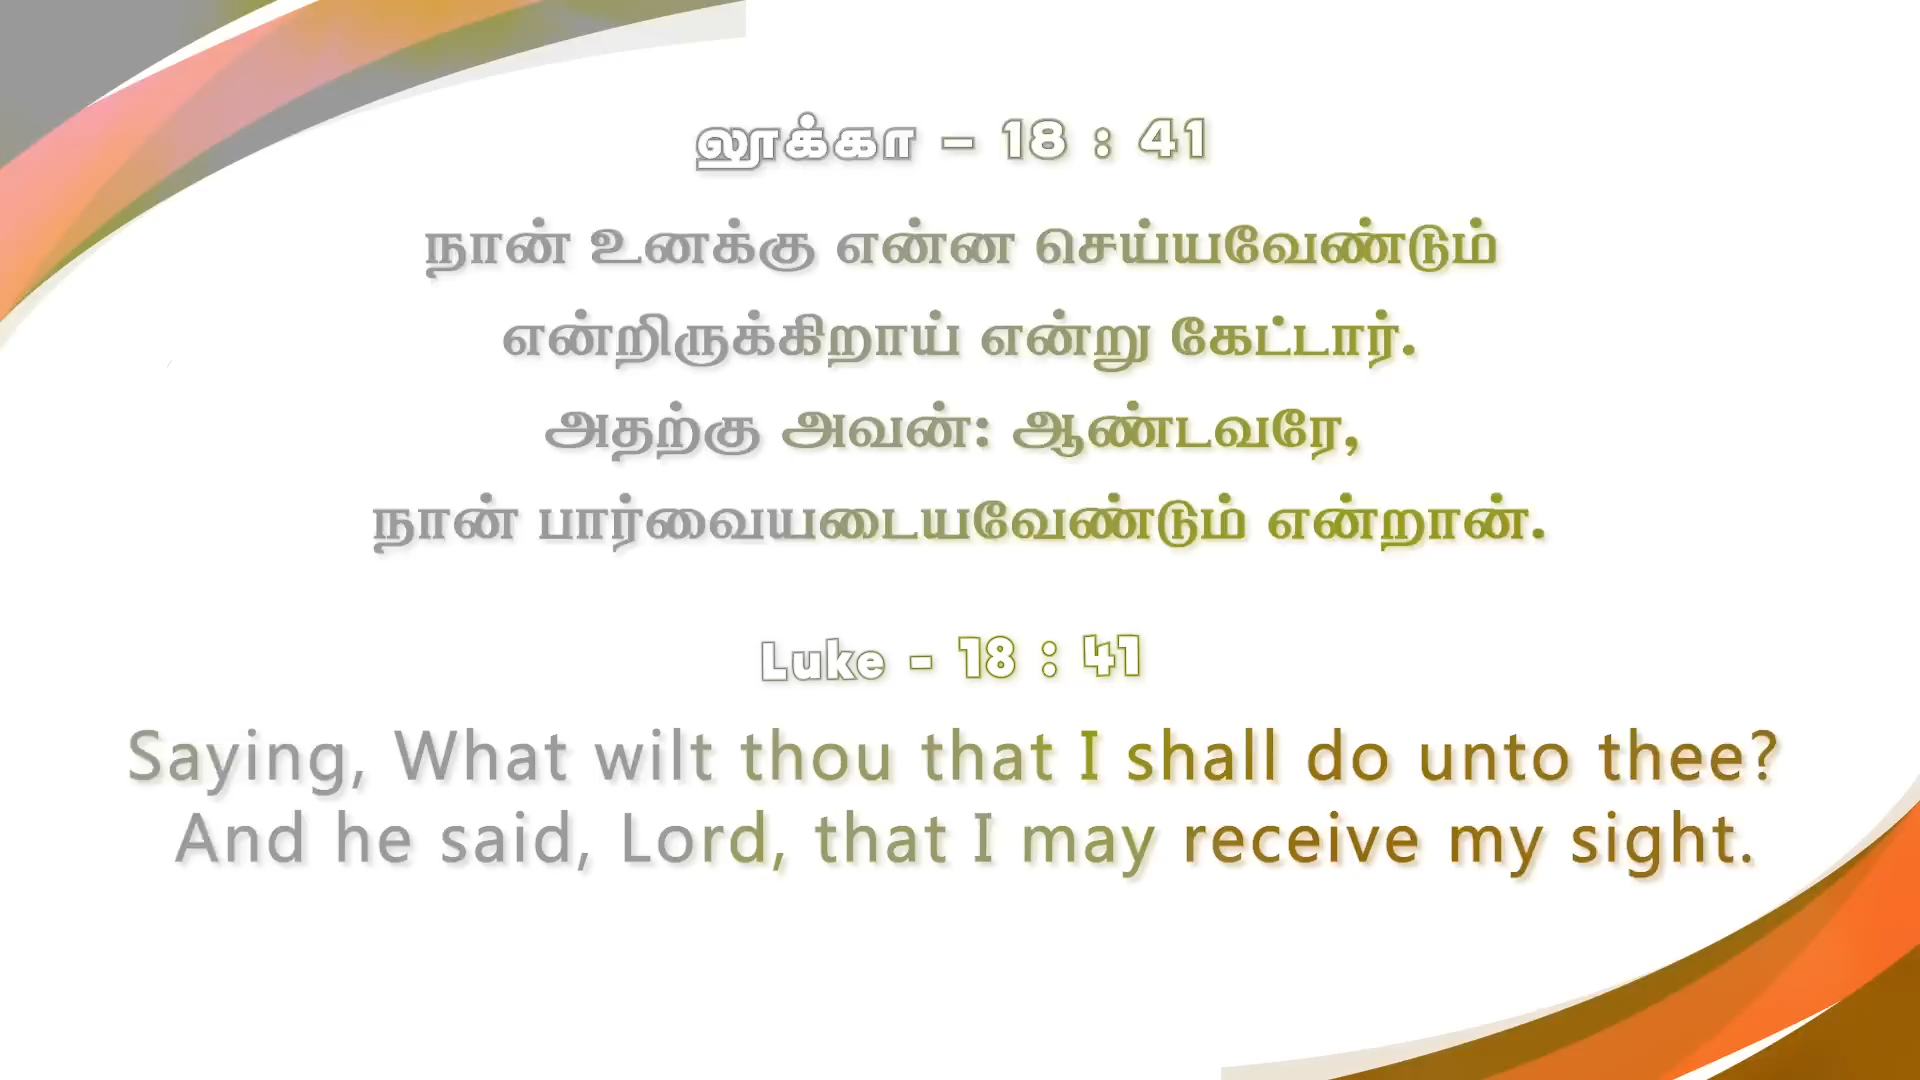 லூக்கா – 18 : 41
நான் உனக்கு என்ன செய்யவேண்டும்
என்றிருக்கிறாய் என்று கேட்டார்.
அதற்கு அவன்: ஆண்டவரே,
நான் பார்வையடையவேண்டும் என்றான்.
Luke - 18 : 41
Saying, What wilt thou that I shall do unto thee?
And he said, Lord, that I may receive my sight.